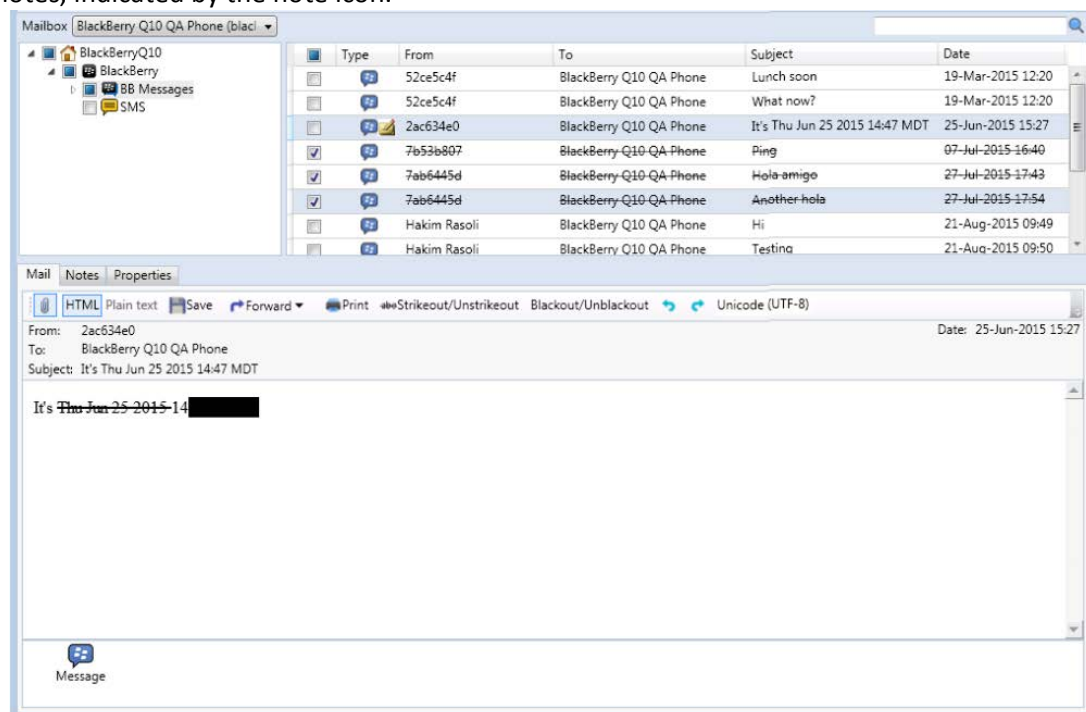 notes, indicated by the note icon.
Mailbox BlackBerry Q10 QA Phone (blacl
BlackBerryQ10
BlackBerry
BB Messages
SMS
Type From To Subject Date
52ce5c4f BlackBerry Q10 QA Phone Lunch soon 19-Mar-2015 12:20
52ce5c4f BlackBerry Q10 QA Phone What now? 19-Mar-2015 12:20
2ac634e0 BlackBerry Q10 QA Phone It's Thu Jun 25 2015 14:47 MDT 25-Jun-2015 15:27
7b53b807 BlackBerry Q10 QA Phone Ping 07-Jul-2015 16:40
7ab6445d BlackBerry Q10 QA Phone Hola amigo 27-Jul-2015 17:43
7ab6445d BlackBerry Q10 QA Phone Another hola 27-Jul-2015 17:54
Hakim Rasoli BlackBerry Q10 QA Phone Hi 21-Aug-2015 09:49
Hakim Rasoli BlackBerry Q10 QA Phone Testing 21-Aug-2015 09:50
Mail Notes Properties
HTML Plain text Save Forward Print abc Strikeout/Unstrikeout Blackout/Unblackout Unicode (UTF-8)
From: 2ac634e0 Date: 25-Jun-2015 15:27
To: BlackBerry Q10 QA Phone
Subject: It's Thu Jun 25 2015 14:47 MDT
It's Thu Jun 25 2015 14
Message